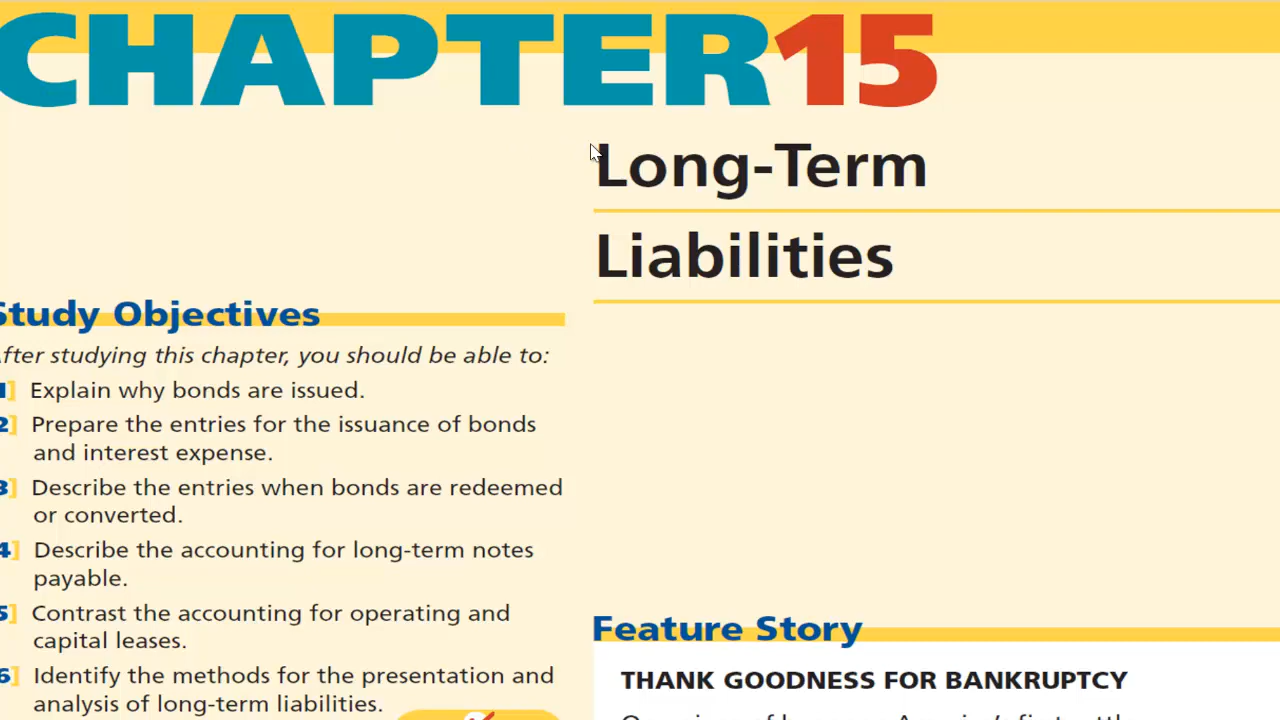 CHAPTER15
Long-Term
Liabilities
Study Objectives
After studying this chapter, you should be able to:
1] Explain why bonds are issued.
2] Prepare the entries for the issuance of bonds
and interest expense.
3] Describe the entries when bonds are redeemed
or converted.
4] Describe the accounting for long-term notes
payable.
5] Contrast the accounting for operating and
capital leases.
6] Identify the methods for the presentation and
analysis of long-term liabilities.
Feature Story
THANK GOODNESS FOR BANKRUPTCY